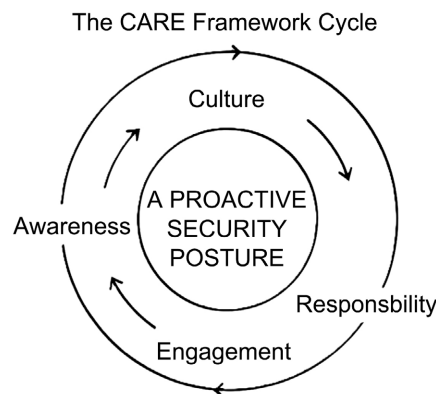 The CARE Framework Cycle
Culture
Awareness
A PROACTIVE
SECURITY
POSTURE
Responsbility
Engagement